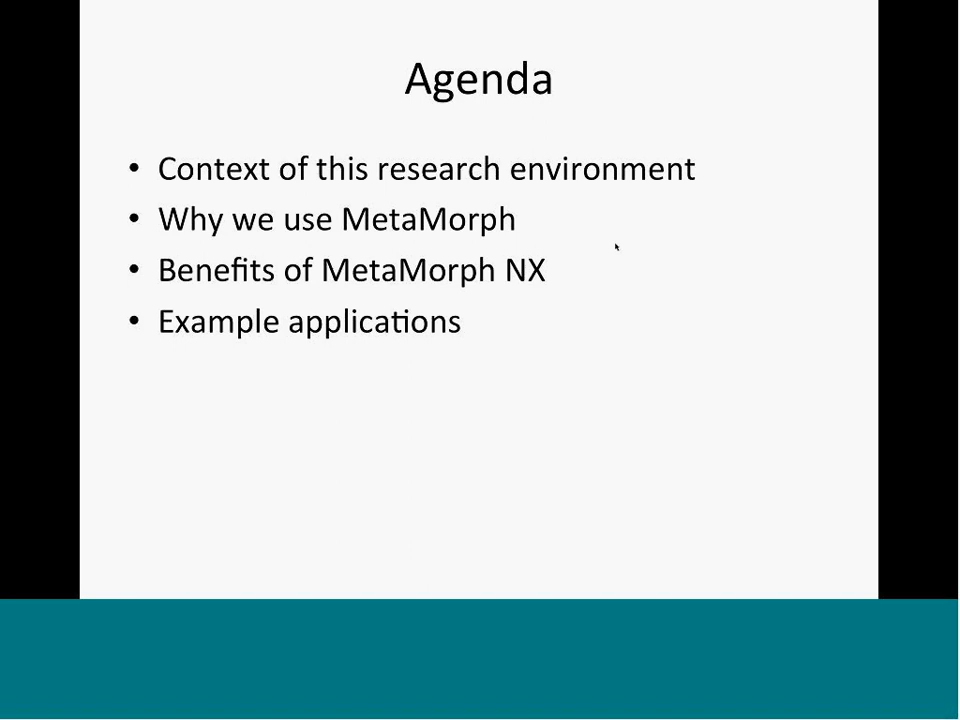 Agenda
• Context of this research environment
• Why we use MetaMorph
• Benefits of MetaMorph NX
• Example applications